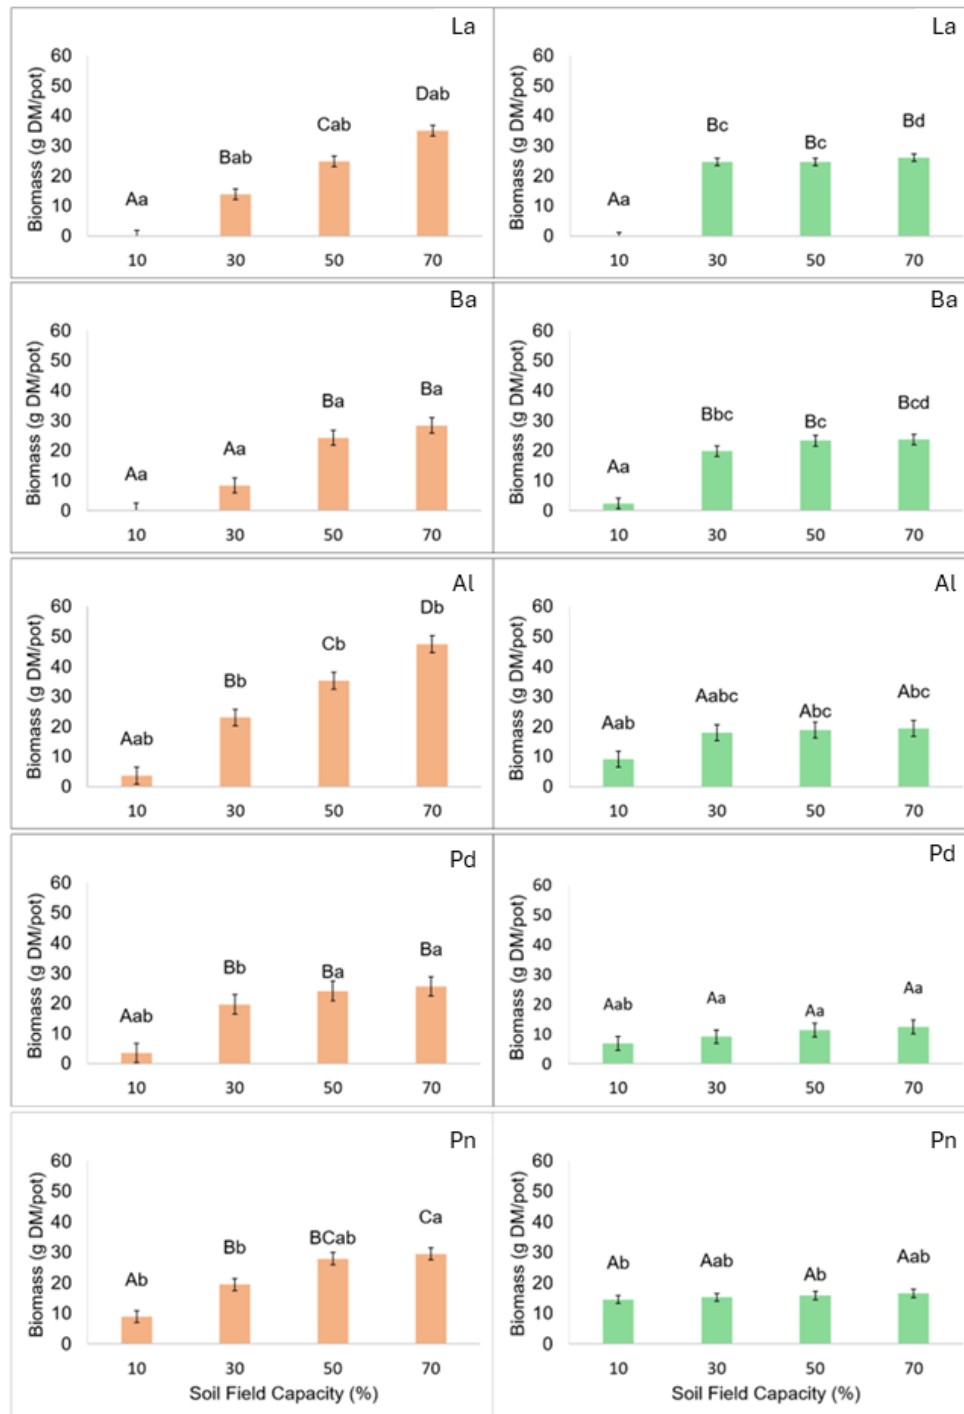 La
Biomass (g DM/pot)
60
50
40
30
20
10
0
Aa
Bab
Cab
Dab
10 30 50 70
La
Biomass (g DM/pot)
60
50
40
30
20
10
0
Aa
Bc
Bc
Bd
10 30 50 70
Ba
Biomass (g DM/pot)
60
50
40
30
20
10
0
Aa
Aa
Ba
Ba
10 30 50 70
Ba
Biomass (g DM/pot)
60
50
40
30
20
10
0
Aa
Bbc
Bc
Bcd
10 30 50 70
Al
Biomass (g DM/pot)
60
50
40
30
20
10
0
Aab
Bb
Cb
Db
10 30 50 70
Al
Biomass (g DM/pot)
60
50
40
30
20
10
0
Aab
Aabc
Abc
Abc
10 30 50 70
Pd
Biomass (g DM/pot)
60
50
40
30
20
10
0
Aab
Bb
Ba
Ba
10 30 50 70
Pd
Biomass (g DM/pot)
60
50
40
30
20
10
0
Aab
Aa
Aa
Aa
10 30 50 70
Pn
Biomass (g DM/pot)
60
50
40
30
20
10
0
Ab
Bb
BCab
Ca
10 30 50 70
Soil Field Capacity (%)
Pn
Biomass (g DM/pot)
60
50
40
30
20
10
0
Ab
Aab
Ab
Aab
10 30 50 70
Soil Field Capacity (%)